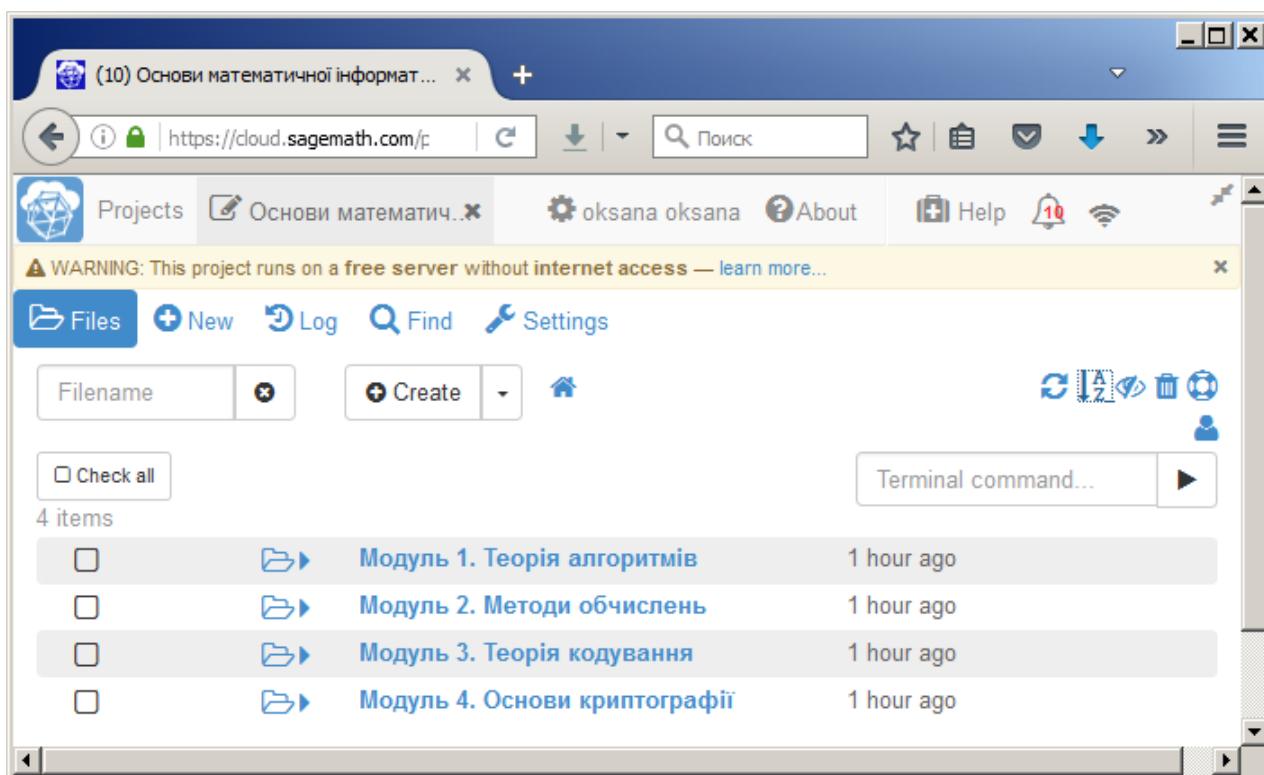 (10) Основи математичної інформат...
https://cloud.sagemath.com/p
Поиск
Projects Основи математич.. oksana oksana About Help 10
WARNING: This project runs on a free server without internet access — learn more...
Files New Log Find Settings
Filename Create
Check all Terminal command...
4 items
Модуль 1. Теорія алгоритмів 1 hour ago
Модуль 2. Методи обчислень 1 hour ago
Модуль 3. Теорія кодування 1 hour ago
Модуль 4. Основи криптографії 1 hour ago